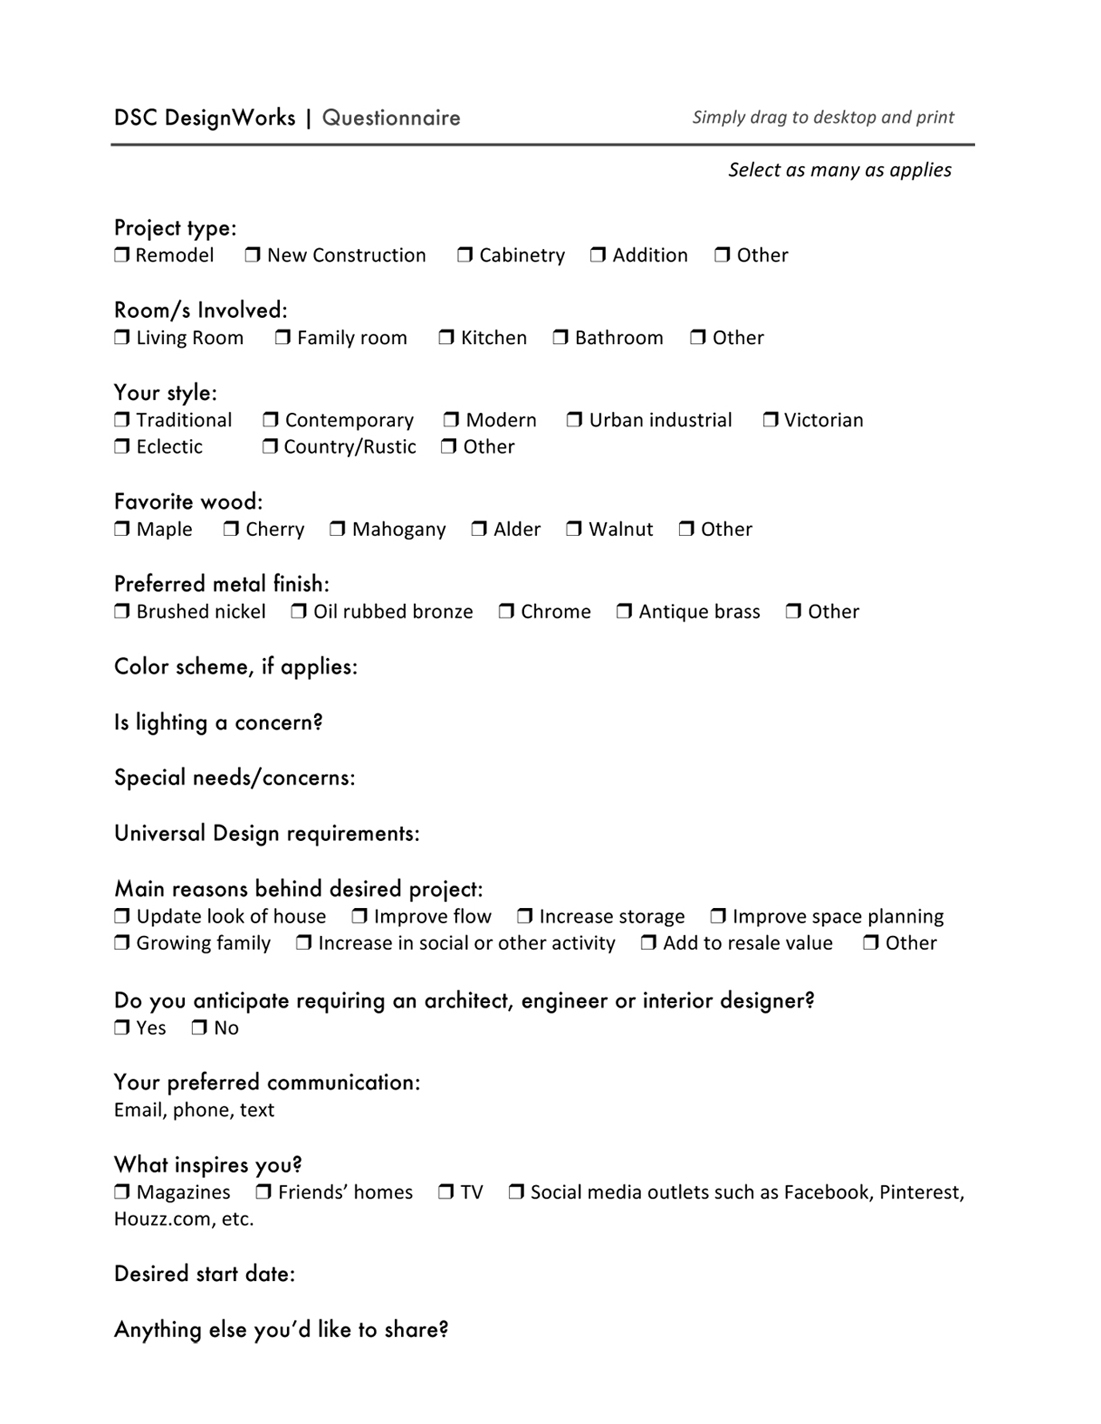 DSC DesignWorks | Questionnaire Simply drag to desktop and print
Select as many as applies
Project type:
❒ Remodel ❒ New Construction ❒ Cabinetry ❒ Addition ❒ Other
Room/s Involved:
❒ Living Room ❒ Family room ❒ Kitchen ❒ Bathroom ❒ Other
Your style:
❒ Traditional ❒ Contemporary ❒ Modern ❒ Urban industrial ❒ Victorian
❒ Eclectic ❒ Country/Rustic ❒ Other
Favorite wood:
❒ Maple ❒ Cherry ❒ Mahogany ❒ Alder ❒ Walnut ❒ Other
Preferred metal finish:
❒ Brushed nickel ❒ Oil rubbed bronze ❒ Chrome ❒ Antique brass ❒ Other
Color scheme, if applies:
Is lighting a concern?
Special needs/concerns:
Universal Design requirements:
Main reasons behind desired project:
❒ Update look of house ❒ Improve flow ❒ Increase storage ❒ Improve space planning
❒ Growing family ❒ Increase in social or other activity ❒ Add to resale value ❒ Other
Do you anticipate requiring an architect, engineer or interior designer?
❒ Yes ❒ No
Your preferred communication:
Email, phone, text
What inspires you?
❒ Magazines ❒ Friends’ homes ❒ TV ❒ Social media outlets such as Facebook, Pinterest,
Houzz.com, etc.
Desired start date:
Anything else you’d like to share?